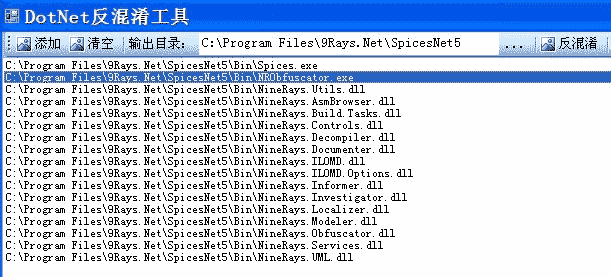 DotNet反混淆工具
添加 清空 输出目录: C:\Program Files\9Rays.Net\SpicesNet5 ... 反混淆
C:\Program Files\9Rays.Net\SpicesNet5\Bin\Spices.exe
C:\Program Files\9Rays.Net\SpicesNet5\Bin\NRObfuscator.exe
C:\Program Files\9Rays.Net\SpicesNet5\Bin\NineRays.Utils.dll
C:\Program Files\9Rays.Net\SpicesNet5\Bin\NineRays.AsmBrowser.dll
C:\Program Files\9Rays.Net\SpicesNet5\Bin\NineRays.Build.Tasks.dll
C:\Program Files\9Rays.Net\SpicesNet5\Bin\NineRays.Controls.dll
C:\Program Files\9Rays.Net\SpicesNet5\Bin\NineRays.Decompiler.dll
C:\Program Files\9Rays.Net\SpicesNet5\Bin\NineRays.Documenter.dll
C:\Program Files\9Rays.Net\SpicesNet5\Bin\NineRays.ILOMD.dll
C:\Program Files\9Rays.Net\SpicesNet5\Bin\NineRays.ILOMD.Options.dll
C:\Program Files\9Rays.Net\SpicesNet5\Bin\NineRays.Informer.dll
C:\Program Files\9Rays.Net\SpicesNet5\Bin\NineRays.Investigator.dll
C:\Program Files\9Rays.Net\SpicesNet5\Bin\NineRays.Localizer.dll
C:\Program Files\9Rays.Net\SpicesNet5\Bin\NineRays.Modeler.dll
C:\Program Files\9Rays.Net\SpicesNet5\Bin\NineRays.Obfuscator.dll
C:\Program Files\9Rays.Net\SpicesNet5\Bin\NineRays.Services.dll
C:\Program Files\9Rays.Net\SpicesNet5\Bin\NineRays.UML.dll